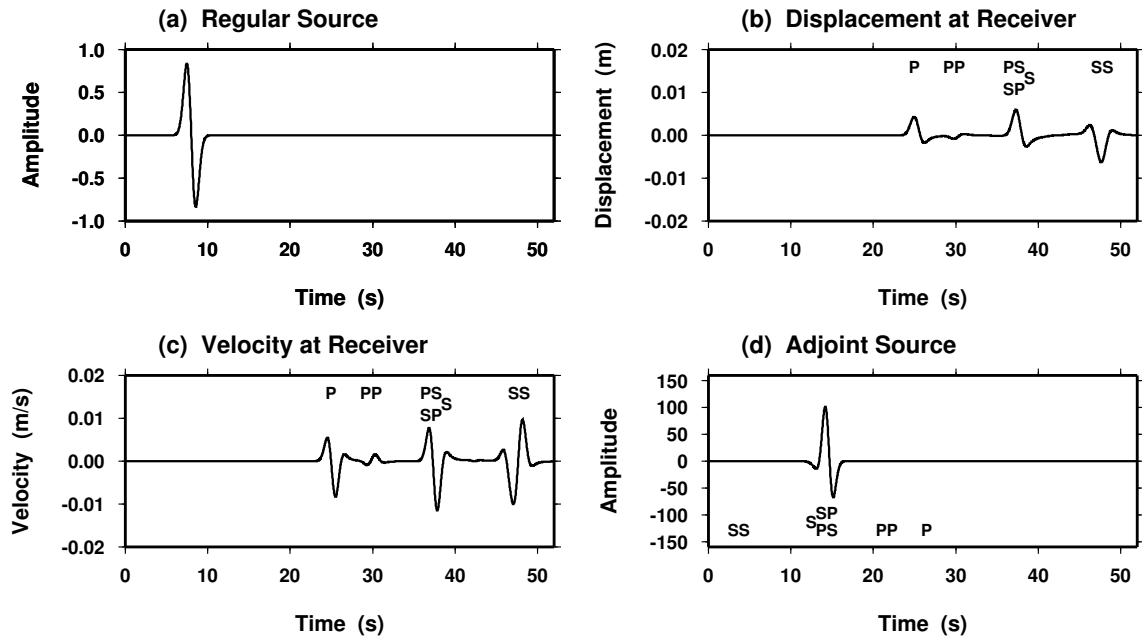 (a) Regular Source
Amplitude
1.0
0.5
0.0
-0.5
-1.0
0 10 20 30 40 50
Time (s)
(b) Displacement at Receiver
Displacement (m)
0.02
0.01
0.00
-0.01
-0.02
P PP PS S SS
SP
0 10 20 30 40 50
Time (s)
(c) Velocity at Receiver
Velocity (m/s)
0.02
0.01
0.00
-0.01
-0.02
P PP PS S SS
SP
0 10 20 30 40 50
Time (s)
(d) Adjoint Source
Amplitude
150
100
50
0
-50
-100
-150
S SP
SS PS PP P
0 10 20 30 40 50
Time (s)